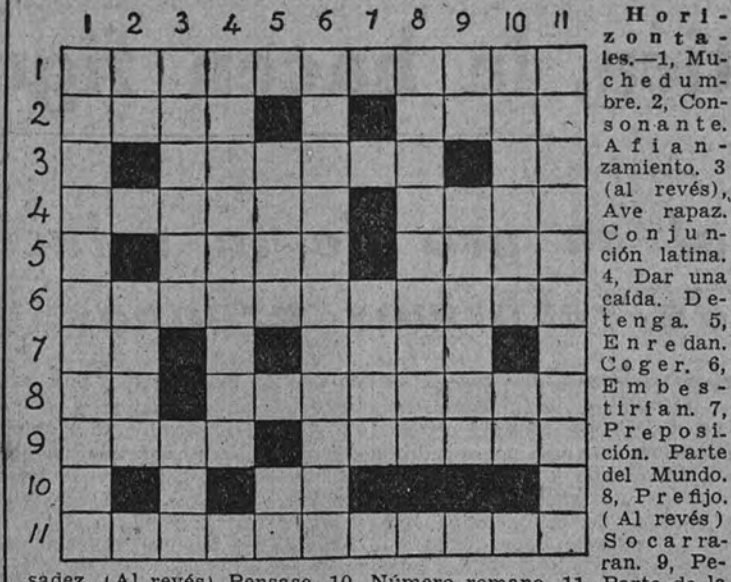 1 2 3 4 5 6 7 8 9 10 11
1
2
3
4
5
6
7
8
9
10
11
Hori-
zonta-
les.—1, Mu-
chedum-
bre. 2, Con-
sonante.
Afian-
zamiento. 3
(al revés),
Ave rapaz.
Conjun-
ción latina.
4, Dar una
caída. De-
tenga. 5,
Enredan.
Coger. 6,
Embes-
tirían. 7,
Preposi-
ción. Parte
del Mundo.
8, Prefijo.
(Al revés)
Socarra-
ran. 9, Pe-
sadez. (Al revés) Pensase. 10, Número romano. 11